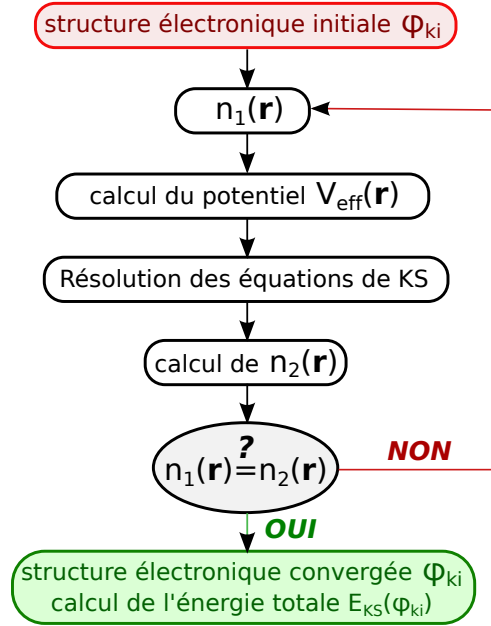 structure électronique initiale φki
n1(r)
calcul du potentiel Veff(r)
Résolution des équations de KS
calcul de n2(r)
?
n1(r)=n2(r)
NON
OUI
structure électronique convergée φki
calcul de l'énergie totale EKS(φki)